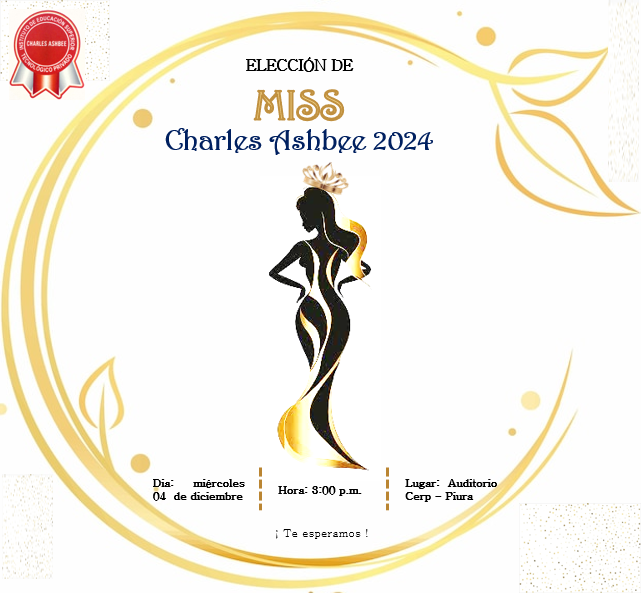 INSTITUTO DE EDUCACIÓN SUPERIOR
CHARLES ASHBEE
TECNOLÓGICO PRIVADO
ELECCIÓN DE
MISS
Charles Ashbee 2024
Dia: miércoles
04 de diciembre
Hora: 3:00 p.m.
Lugar: Auditorio
Cerp - Piura
¡ Te esperamos !